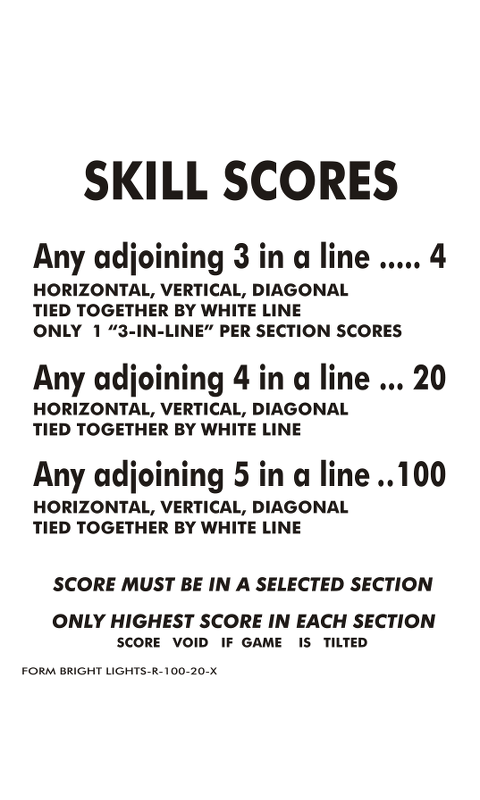 SKILL SCORES
Any adjoining 3 in a line ..... 4
HORIZONTAL, VERTICAL, DIAGONAL
TIED TOGETHER BY WHITE LINE
ONLY 1 “3-IN-LINE” PER SECTION SCORES
Any adjoining 4 in a line ... 20
HORIZONTAL, VERTICAL, DIAGONAL
TIED TOGETHER BY WHITE LINE
Any adjoining 5 in a line ..100
HORIZONTAL, VERTICAL, DIAGONAL
TIED TOGETHER BY WHITE LINE
SCORE MUST BE IN A SELECTED SECTION
ONLY HIGHEST SCORE IN EACH SECTION
SCORE VOID IF GAME IS TILTED
FORM BRIGHT LIGHTS-R-100-20-X